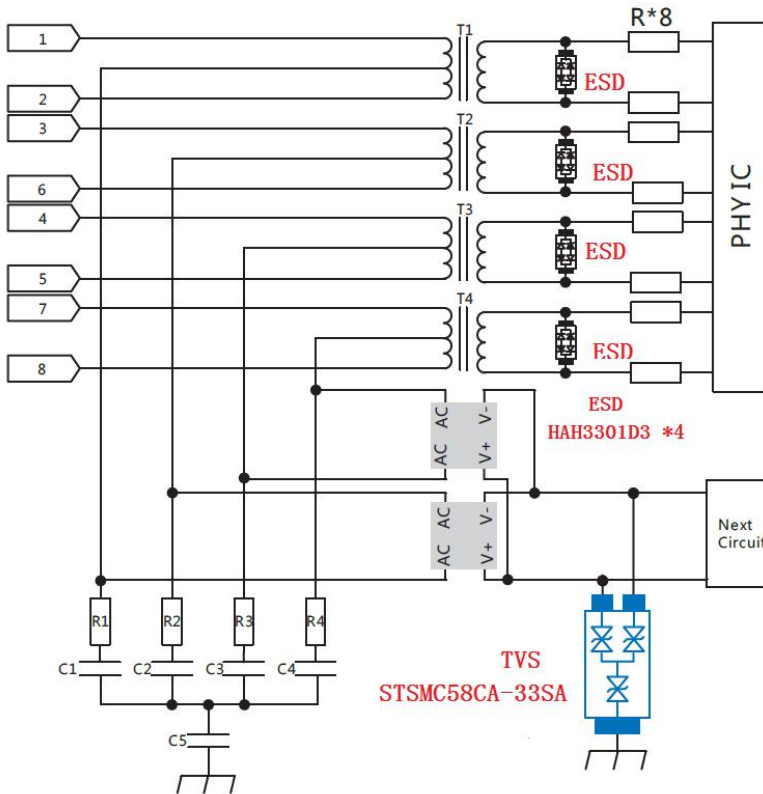 R*8
1
T1
ESD
2
3
T2
ESD
6
4
T3
ESD
5
7
T4
ESD
8
PHYIC
ESD
HAH3301D3 *4
AC
V-
AC
V+
AC
V-
AC
V+
Next
Circuit
R1
R2
R3
R4
C1
C2
C3
C4
TVS
STSMC58CA-33SA
C5